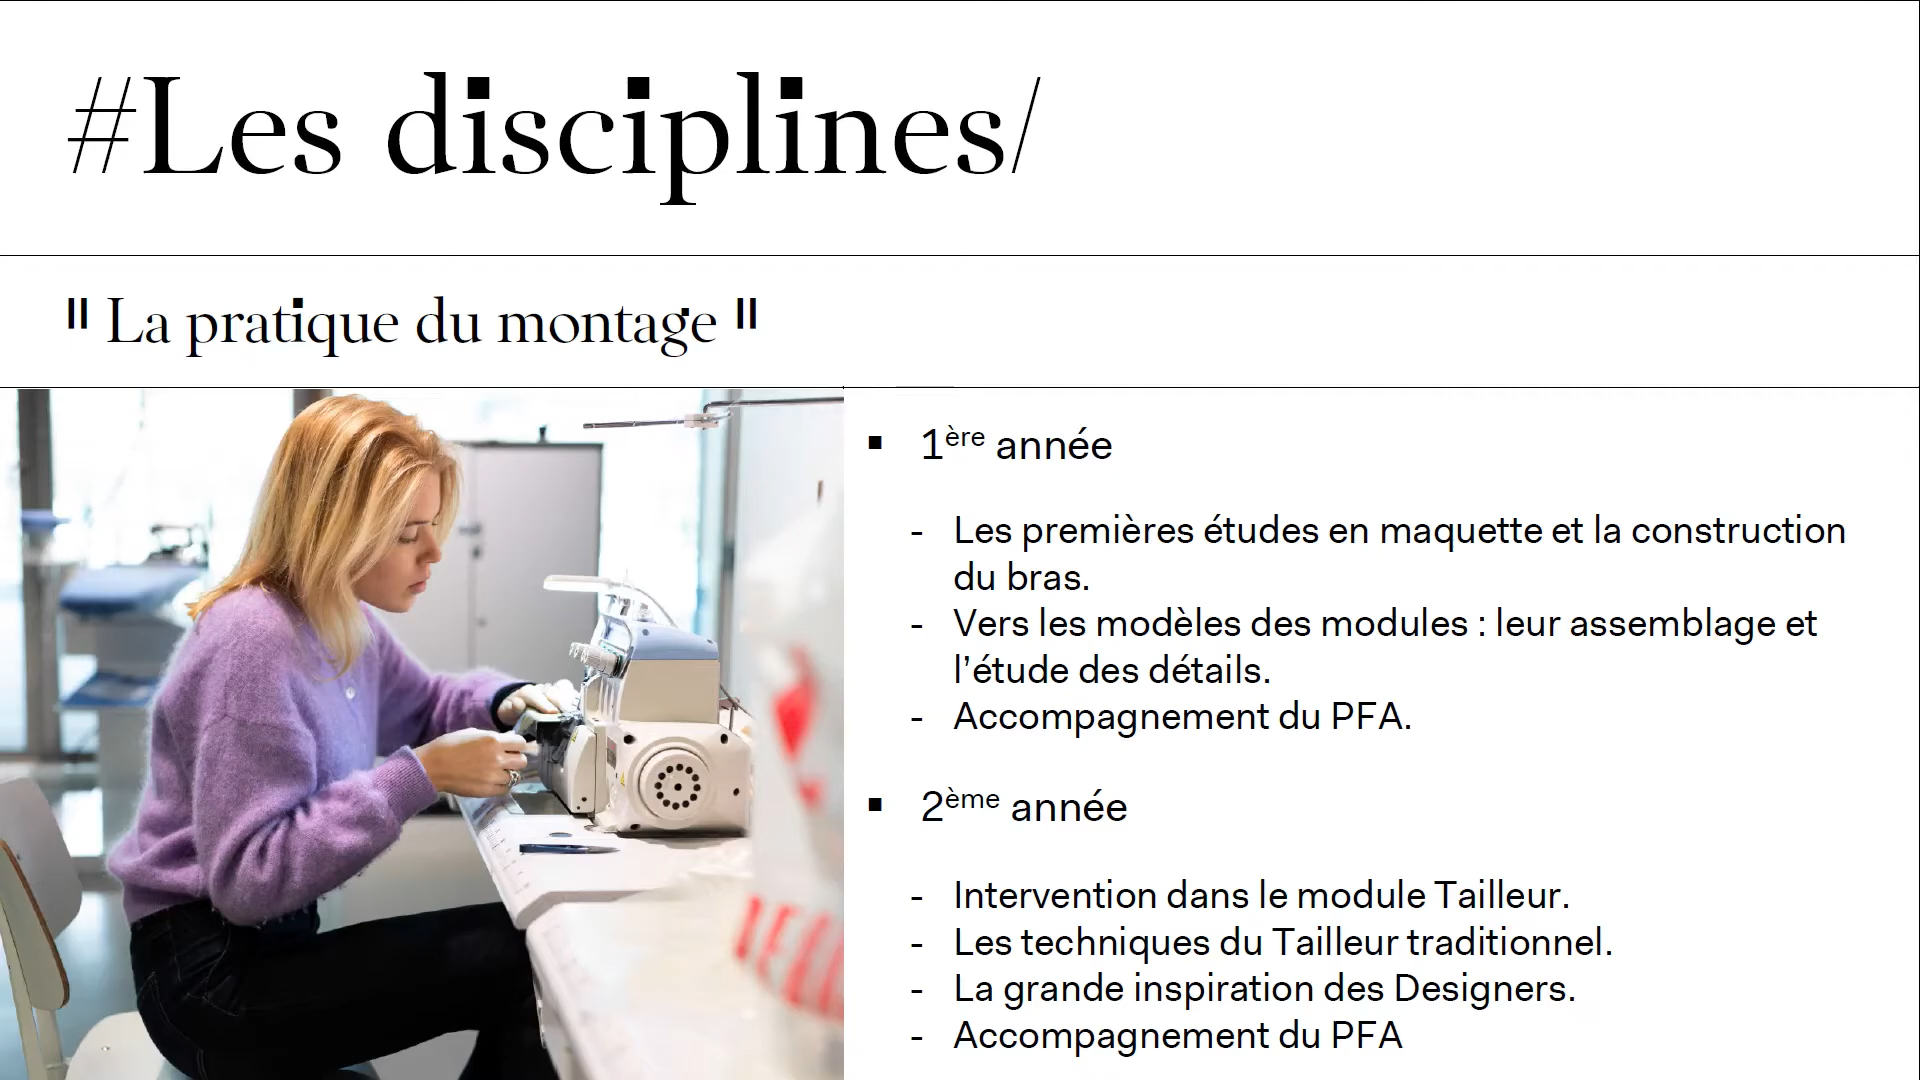 #Les disciplines/
" La pratique du montage "
▪ 1ère année
- Les premières études en maquette et la construction
du bras.
- Vers les modèles des modules : leur assemblage et
l’étude des détails.
- Accompagnement du PFA.
▪ 2ème année
- Intervention dans le module Tailleur.
- Les techniques du Tailleur traditionnel.
- La grande inspiration des Designers.
- Accompagnement du PFA